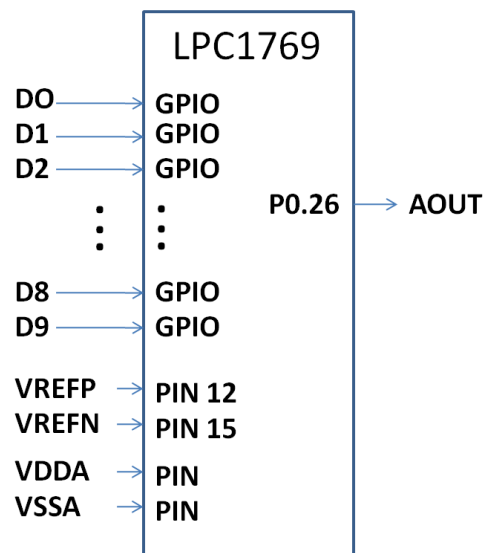 LPC1769
DO GPIO
D1 GPIO
D2 GPIO
P0.26 AOUT
D8 GPIO
D9 GPIO
VREFP PIN 12
VREFN PIN 15
VDDA PIN
VSSA PIN